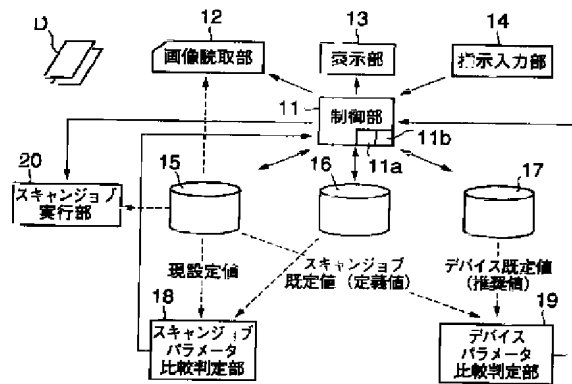 D
12
画像読取部
13
表示部
14
指示入力部
11
制御部
11a
11b
20
スキャンジョブ
実行部
15
16
17
現設定値
スキャンジョブ
既定値(定義値)
デバイス既定値
(推奨値)
18
スキャンジョブ
パラメータ
比較判定部
19
デバイス
パラメータ
比較判定部